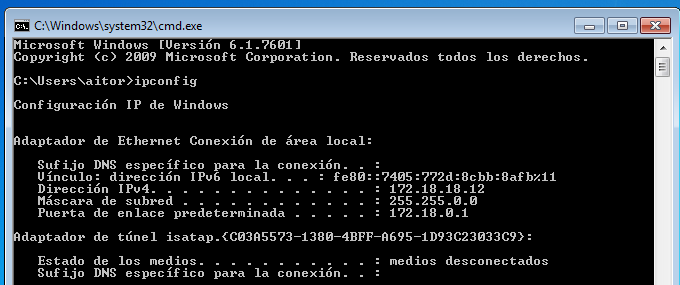 C:\Windows\system32\cmd.exe
Microsoft Windows [Versión 6.1.7601]
Copyright (c) 2009 Microsoft Corporation. Reservados todos los derechos.
C:\Users\aitor>ipconfig
Configuración IP de Windows
Adaptador de Ethernet Conexión de área local:
Sufijo DNS específico para la conexión. . :
Vínculo: dirección IPv6 local. . . : fe80::7405:772d:8cbb:8afb%11
Dirección IPv4. . . . . . . . . . . . . . : 172.18.18.12
Máscara de subred . . . . . . . . . . . . : 255.255.0.0
Puerta de enlace predeterminada . . . . . : 172.18.0.1
Adaptador de túnel isatap.{C03A5573-1380-4BFF-A695-1D93C23033C9}:
Estado de los medios. . . . . . . . . . . : medios desconectados
Sufijo DNS específico para la conexión. . :